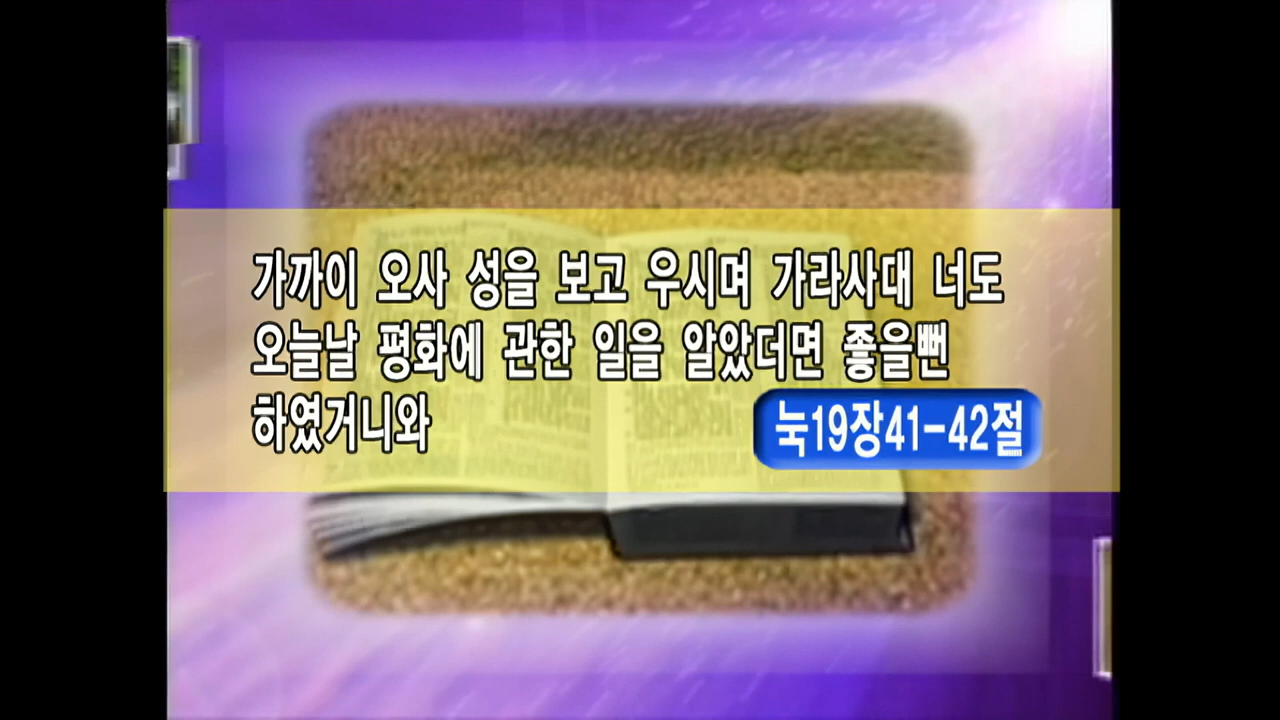 가까이 오사 성을 보고 우시며 가라사대 너도
오늘날 평화에 관한 일을 알았더면 좋을뻔
하였거니와
눅19장41-42절